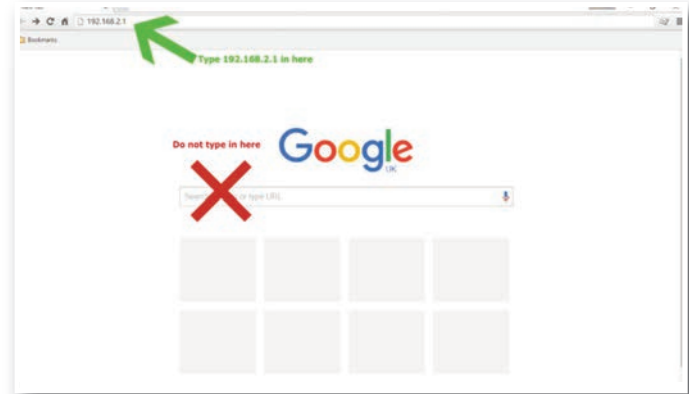 192.168.2.1
Bookmarks
Type 192.168.2.1 in here
Do not type in here
Google
UK
or type URL